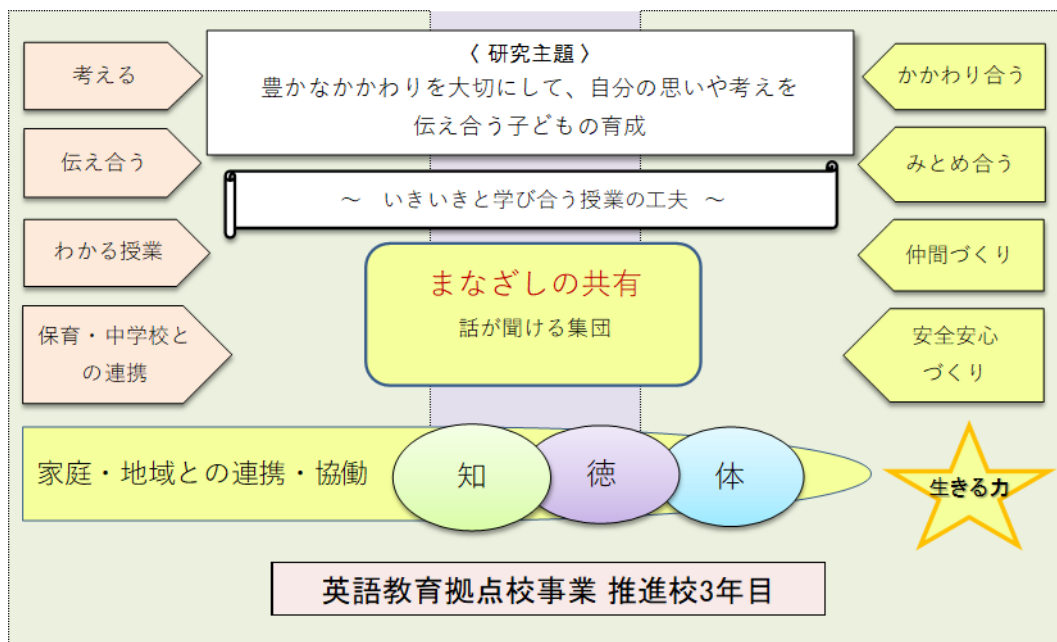 〈 研究主題 〉
豊かなかかわりを大切にして、自分の思いや考えを
伝え合う子どもの育成
～ いきいきと学び合う授業の工夫 ～
考える
伝え合う
わかる授業
保育・中学校と
の連携
まなざしの共有
話が聞ける集団
かかわり合う
みとめ合う
仲間づくり
安全安心
づくり
家庭・地域との連携・協働
知
徳
体
生きる力
英語教育拠点校事業 推進校3年目